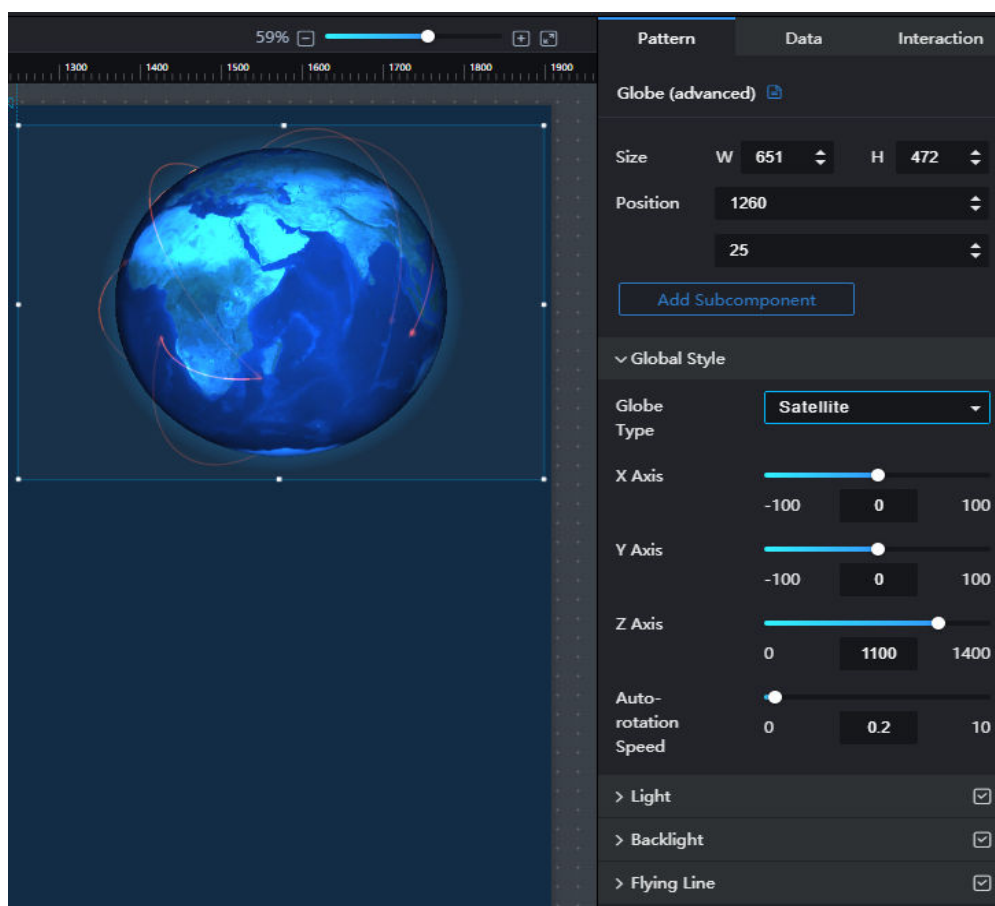 59%
1300 1400 1500 1600 1700 1800 1900
Pattern Data Interaction
Globe (advanced)
Size W 651 H 472
Position 1260
25
Add Subcomponent
Global Style
Globe Type Satellite
X Axis
-100 0 100
Y Axis
-100 0 100
Z Axis
0 1100 1400
Auto-rotation Speed
0 0.2 10
Light
Backlight
Flying Line